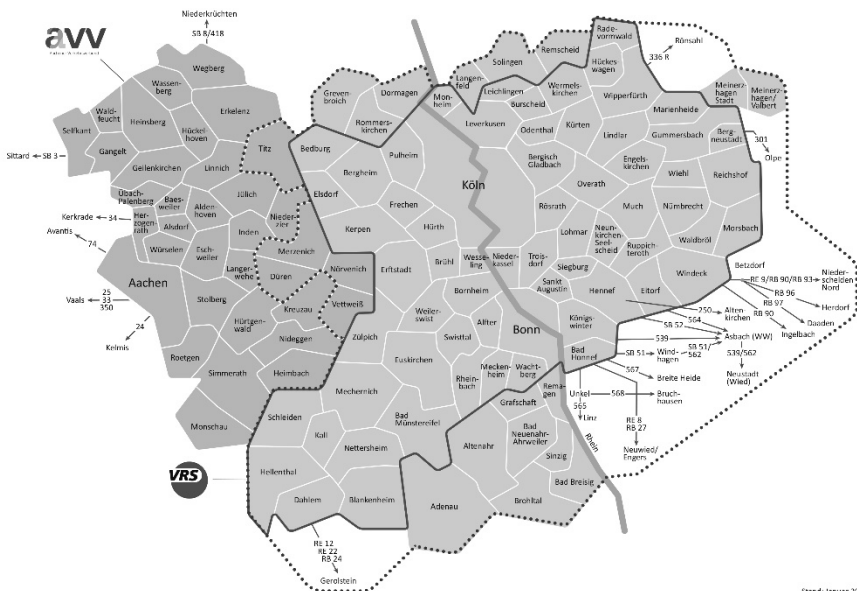 Niederkrüchten
SB 8/418
avv
Wegberg
Wassen-
berg
Erkelenz
Wald-
feucht
Heinsberg
Hückel-
hoven
Selfkant
Gangelt
Geilenkirchen
Linnich
Sittard
SB 3
Titz
Übach-
Palenberg
Baes-
weiler
Alden-
hoven
Jülich
Nieder-
zier
Kerkrade
34
Herzo-
genrath
Alsdorf
Inden
Avantis
74
Würselen
Esch-
weiler
Merzenich
Langer-
wehe
Düren
Nörvenich
Aachen
Stolberg
Kreuzau
Vettweiß
Vaals
25
33
350
24
Kelmis
Hürtgen-
wald
Nideggen
Roetgen
Simmerath
Heimbach
Monschau
Greven-
broich
Dormagen
Rommers-
kirchen
Bedburg
Pulheim
Bergheim
Elsdorf
Frechen
Kerpen
Hürth
Köln
Brühl
Wesse-
ling
Nieder-
kassel
Trois-
dorf
Erftstadt
Bornheim
Weiler-
swist
Alfter
Zülpich
Swisttal
Bonn
Euskirchen
Rhein-
bach
Mecken-
heim
Wacht-
berg
Mechernich
Schleiden
Kall
Bad
Münstereifel
Nettersheim
Hellenthal
Dahlem
Blankenheim
VRS
RE 12
RE 22
RB 24
Gerolstein
Langen-
feld
Mon-
heim
Solingen
Remscheid
Rade-
vormwald
336 R
Rönsahl
Leichlingen
Wermels-
kirchen
Hückes-
wagen
Burscheid
Wipperfürth
Leverkusen
Odenthal
Kürten
Marienheide
Meinerz-
hagen
Stadt
Meinerz-
hagen/
Valbert
Lindlar
Gummersbach
Berg-
neustadt
301
Olpe
Bergisch
Gladbach
Engels-
kirchen
Wiehl
Reichshof
Overath
Rösrath
Much
Nümbrecht
Lohmar
Neun-
kirchen-
Seel-
scheid
Morsbach
Ruppich-
teroth
Waldbröl
Siegburg
Sankt
Augustin
Hennef
Eitorf
Windeck
Betzdorf
RE 9/RB 90/RB 93
Nieder-
schelden
Nord
RB 96
Herdorf
RB 97
Daaden
RB 90
Ingelbach
Königs-
winter
250
Alten
kirchen
564
SB 52
Asbach (WW)
539
SB 51
Wind-
hagen
SB 51/
562
539/562
Neustadt
(Wied)
Bad
Honnef
567
Breite Heide
Unkel
568
Bruch-
hausen
565
Linz
RE 8
RB 27
Neuwied/
Engers
Rema-
gen
Grafschaft
Altenahr
Bad
Neuenahr-
Ahrweiler
Sinzig
Rhein
Bad Breisig
Adenau
Brohltal